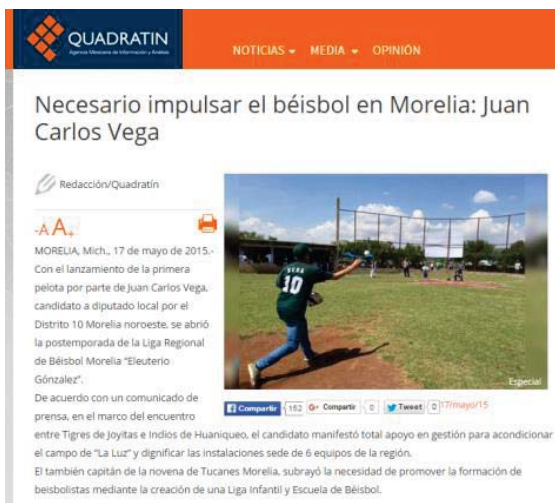 QUADRATIN
Agencia Mexicana de Información y Análisis
NOTICIAS MEDIA OPINIÓN
Necesario impulsar el béisbol en Morelia: Juan
Carlos Vega
Redacción/Quadratín
-A A+
MORELIA, Mich., 17 de mayo de 2015.-
Con el lanzamiento de la primera
pelota por parte de Juan Carlos Vega,
candidato a diputado local por el
Distrito 10 Morelia noroeste, se abrió
la postemporada de la Liga Regional
de Béisbol Morelia "Eleuterio
Gónzalez".
De acuerdo con un comunicado de
prensa, en el marco del encuentro
VEGA
10
Especial
Compartir 152 G+ Compartir 0 Tweet 0 17/mayo/15
entre Tigres de Joyitas e Indios de Huaniqueo, el candidato manifestó total apoyo en gestión para acondicionar
el campo de "La Luz" y dignificar las instalaciones sede de 6 equipos de la región.
El también capitán de la novena de Tucanes Morelia, subrayó la necesidad de promover la formación de
beisbolistas mediante la creación de una Liga Infantil y Escuela de Béisbol.